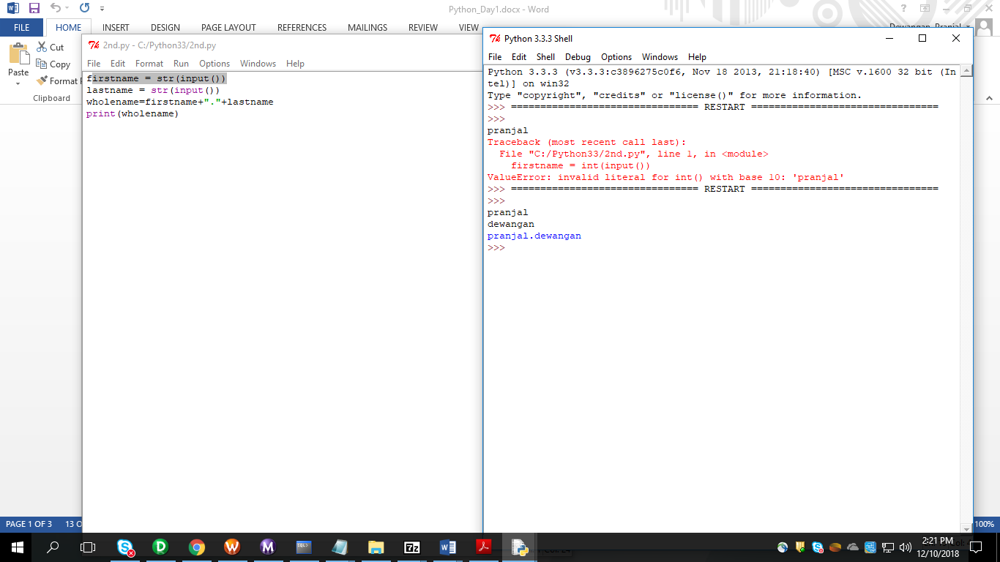 Python_Day1.docx - Word
FILE HOME INSERT DESIGN PAGE LAYOUT REFERENCES MAILINGS REVIEW VIEW
Paste
Cut
Copy
Format
Clipboard
2nd.py - C:/Python33/2nd.py
File Edit Format Run Options Windows Help
firstname = str(input())
lastname = str(input())
wholename=firstname+"."+lastname
print(wholename)
Python 3.3.3 Shell
File Edit Shell Debug Options Windows Help
Python 3.3.3 (v3.3.3:c3896275c0f6, Nov 18 2013, 21:18:40) [MSC v.1600 32 bit (In
tel)] on win32
Type "copyright", "credits" or "license()" for more information.
>>> ================================ RESTART ================================
>>>
pranjal
Traceback (most recent call last):
  File "C:/Python33/2nd.py", line 1, in <module>
    firstname = int(input())
ValueError: invalid literal for int() with base 10: 'pranjal'
>>> ================================ RESTART ================================
>>>
pranjal
dewangan
pranjal.dewangan
>>>
PAGE 1 OF 3 13
100%
2:21 PM
12/10/2018